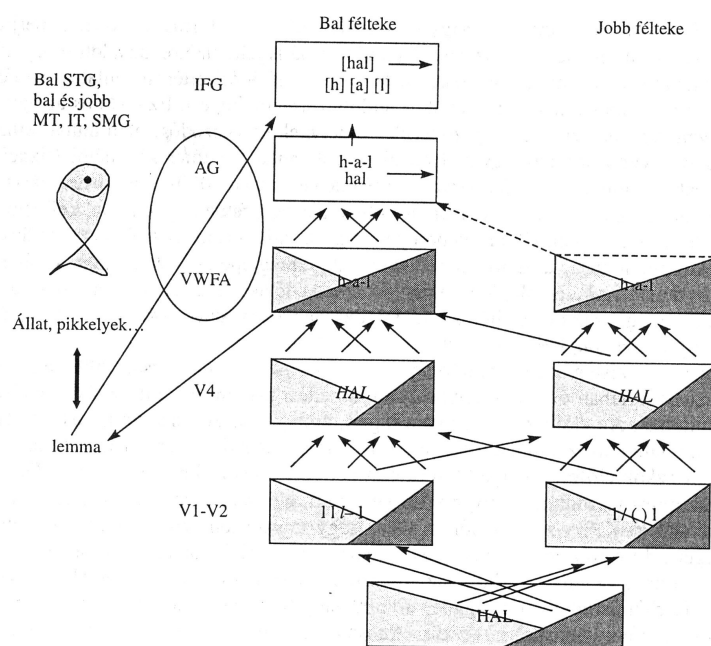 Bal félteke
Jobb félteke
Bal STG,
bal és jobb
MT, IT, SMG
IFG
[hal]
[h] [a] [l]
AG
h-a-l
hal
VWFA
h-a-l
h-a-l
Állat, pikkelyek…
V4
HAL
HAL
lemma
V1-V2
l / ( ) l
HAL